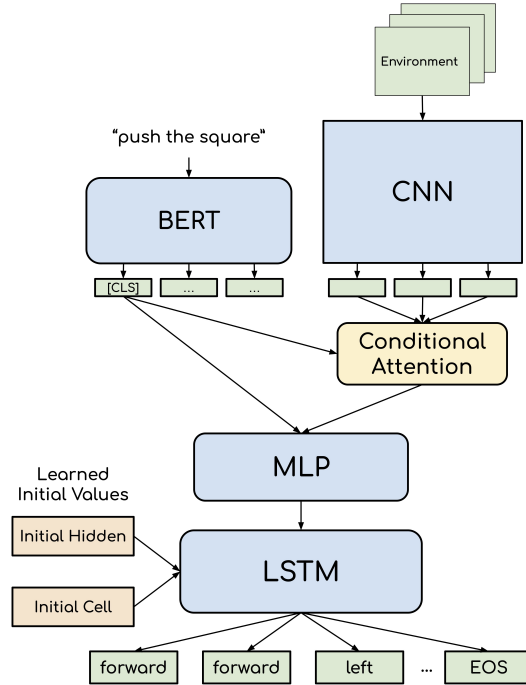 Environment
“push the square”
CNN
BERT
[CLS]
...
...
Conditional
Attention
MLP
Learned
Initial Values
Initial Hidden
LSTM
Initial Cell
forward
forward
left
...
EOS